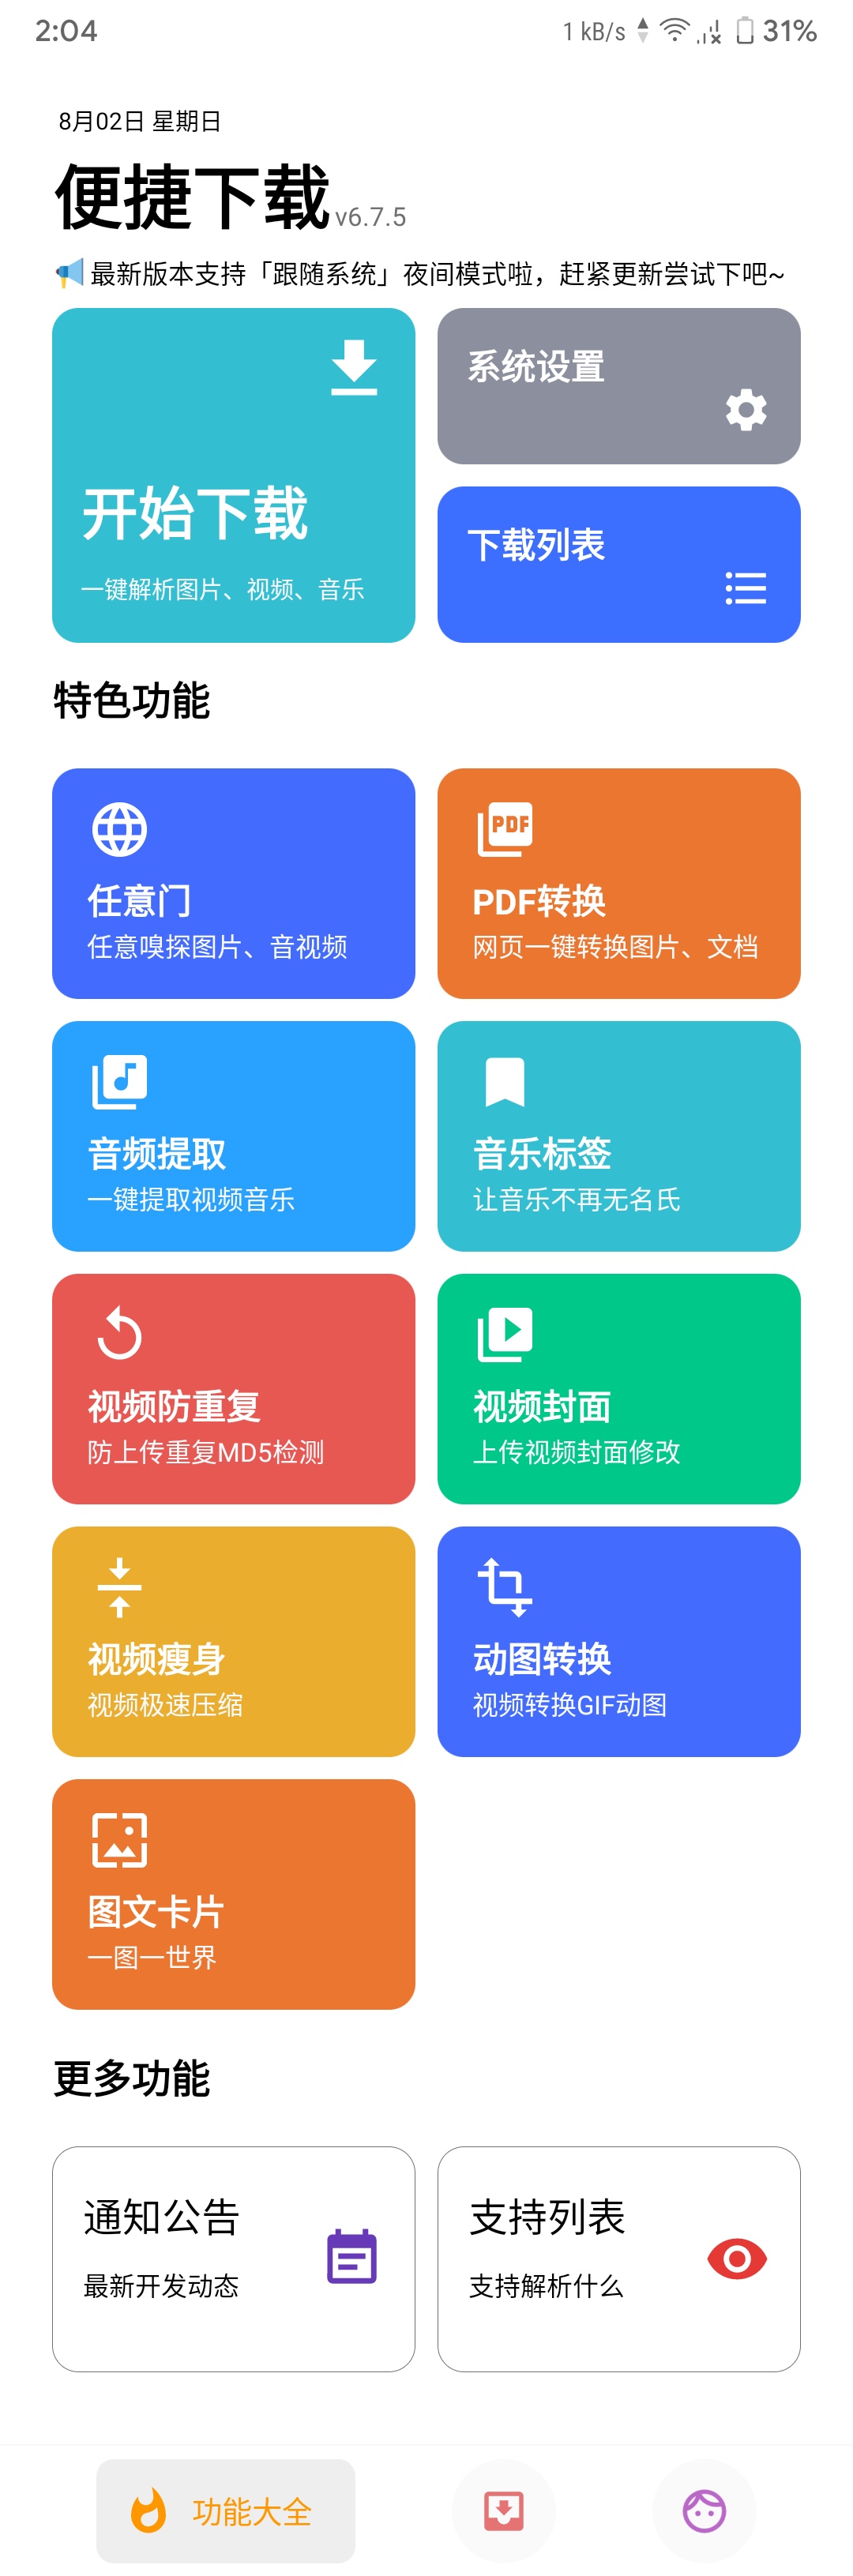 2:04
1 kB/s
31%
8月02日 星期日
便捷下载 v6.7.5
最新版本支持「跟随系统」夜间模式啦，赶紧更新尝试下吧~
开始下载
一键解析图片、视频、音乐
系统设置
下载列表
特色功能
任意门
任意嗅探图片、音视频
PDF
PDF转换
网页一键转换图片、文档
音频提取
一键提取视频音乐
音乐标签
让音乐不再无名氏
视频防重复
防上传重复MD5检测
视频封面
上传视频封面修改
视频瘦身
视频极速压缩
动图转换
视频转换GIF动图
图文卡片
一图一世界
更多功能
通知公告
最新开发动态
支持列表
支持解析什么
功能大全